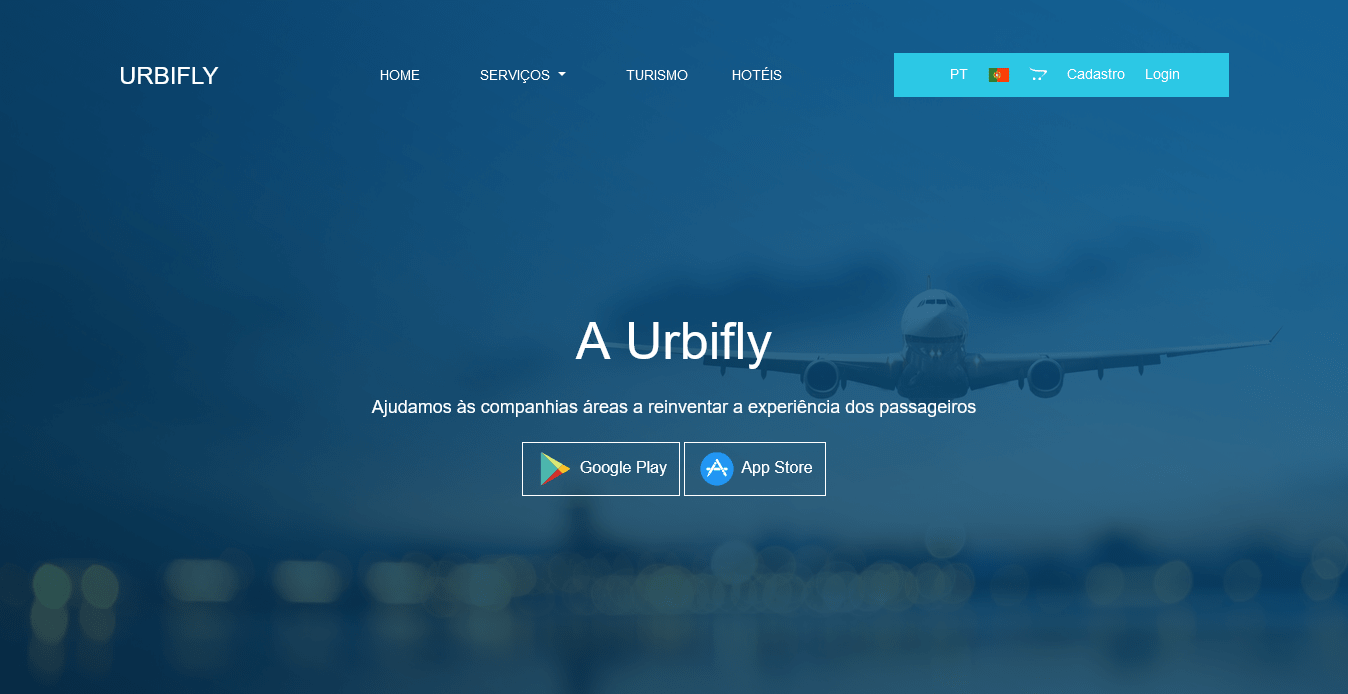 URBIFLY
HOME SERVIÇOS TURISMO HOTÉIS
PT Cadastro Login
A Urbifly
Ajudamos às companhias áreas a reinventar a experiência dos passageiros
Google Play App Store